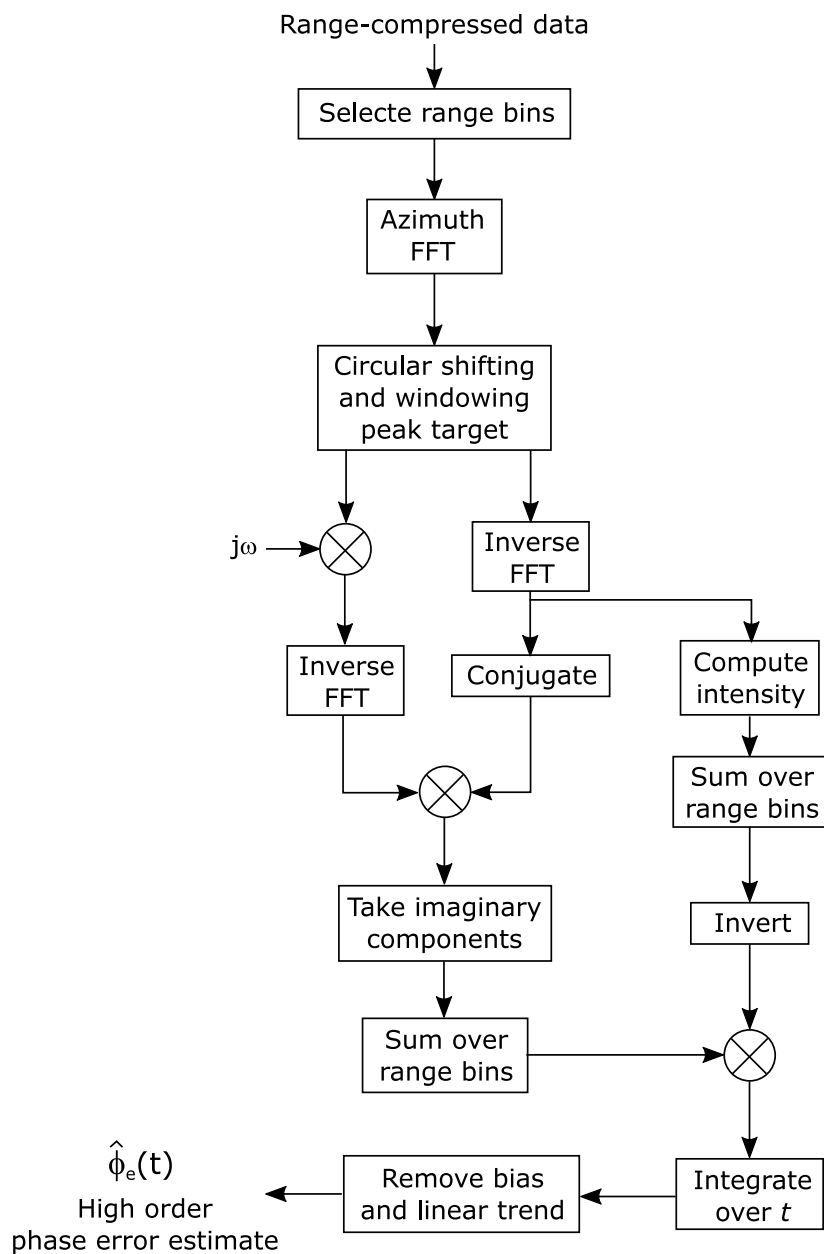 Range-compressed data
Selecte range bins
Azimuth
FFT
Circular shifting
and windowing
peak target
jω
Inverse
FFT
Inverse
FFT
Conjugate
Compute
intensity
Sum over
range bins
Take imaginary
components
Invert
Sum over
range bins
Integrate
over t
Remove bias
and linear trend
ϕ̂ₑ(t)
High order
phase error estimate